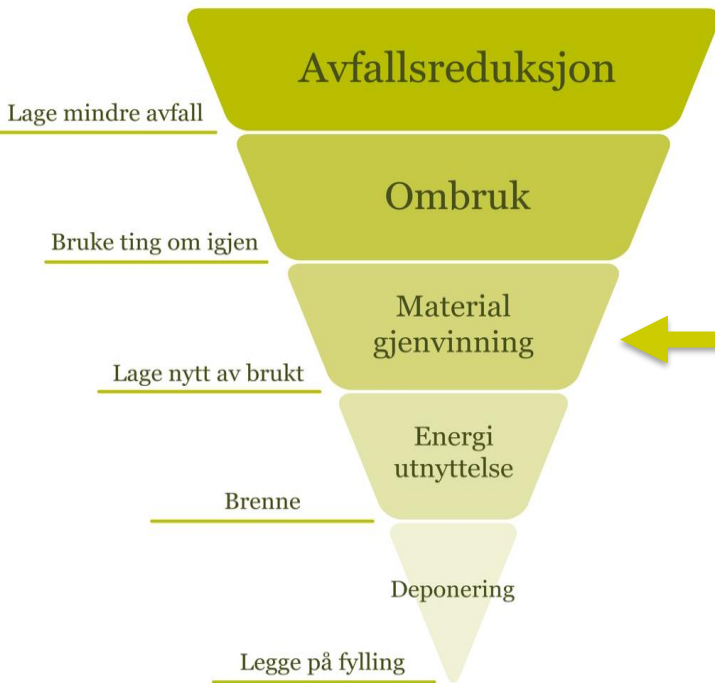 Avfallsreduksjon
Lage mindre avfall
Ombruk
Bruke ting om igjen
Material
gjenvinning
Lage nytt av brukt
Energi
utnyttelse
Brenne
Deponering
Legge på fylling